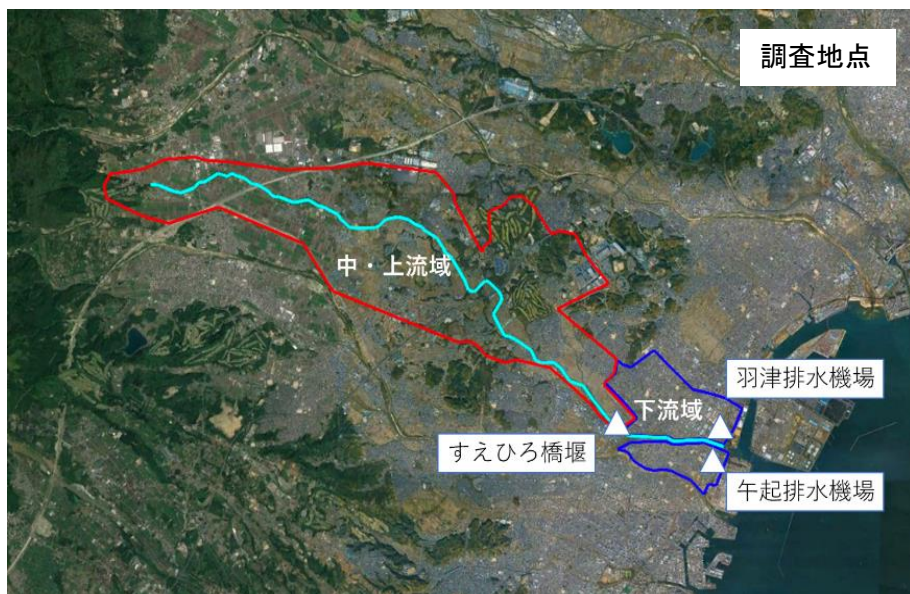 調査地点
中・上流域
羽津排水機場
下流域
すえひろ橋堰
午起排水機場